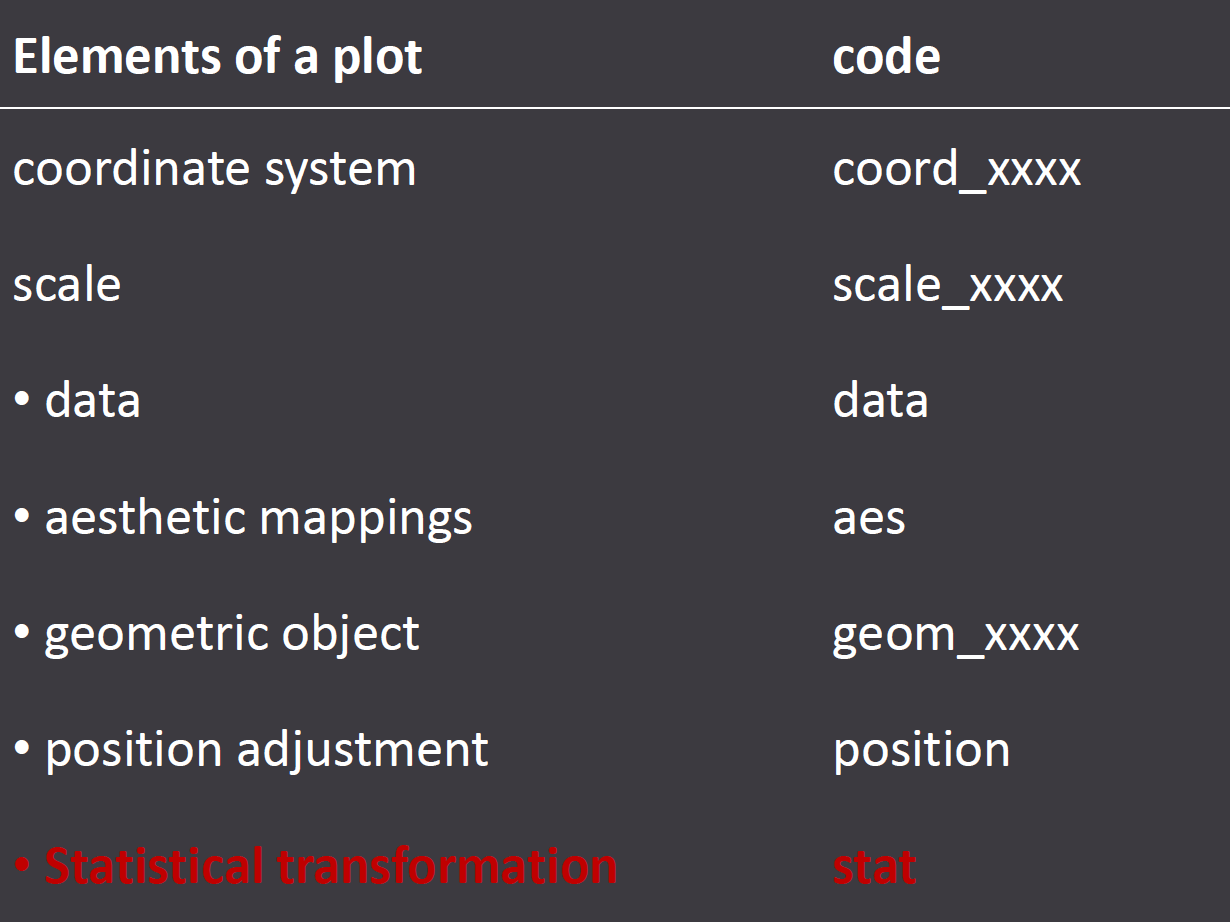 Elements of a plot code
coordinate system coord_xxxx
scale scale_xxxx
• data data
• aesthetic mappings aes
• geometric object geom_xxxx
• position adjustment position
• Statistical transformation stat